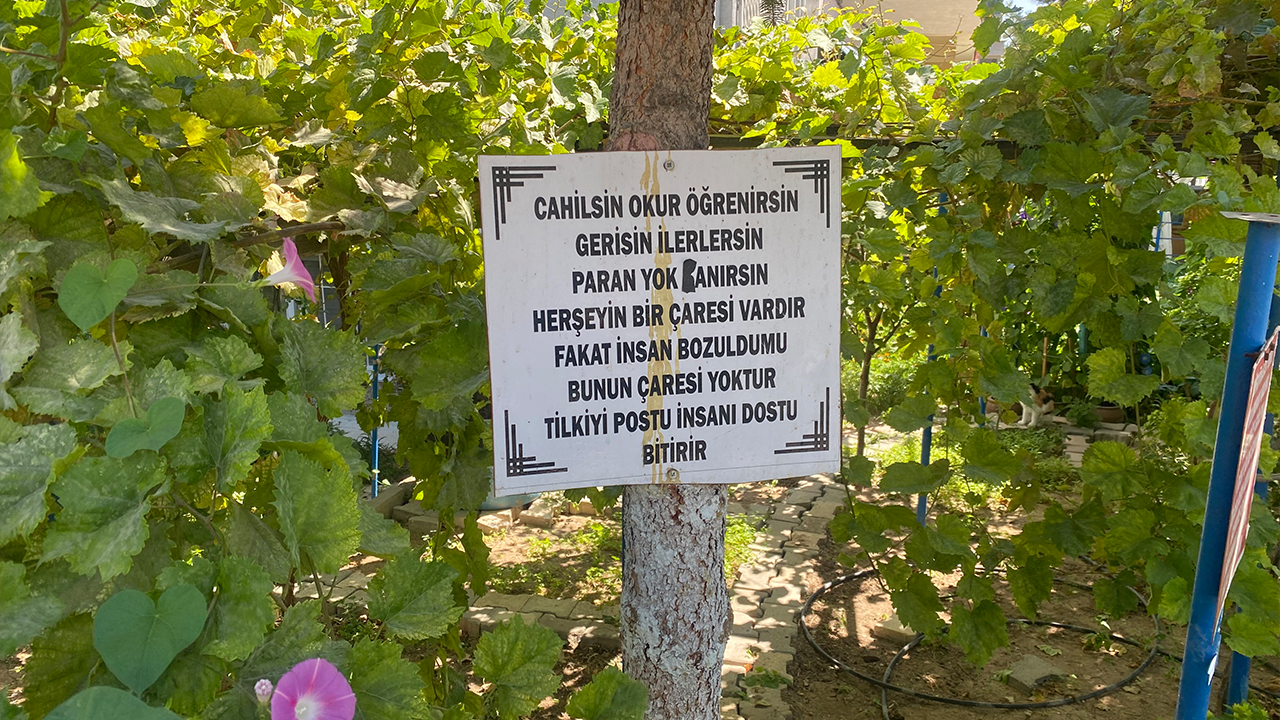 CAHİLSİN OKUR ÖĞRENİRSİN
GERİSİN İLERLERSİN
PARAN YOK
HERŞEYİN BİR ÇARESİ VARDIR
FAKAT İNSAN BOZULDUMU
BUNUN ÇARESİ YOKTUR
TİLKİYİ POSTU İNSANI DOSTU
BİTİRİR